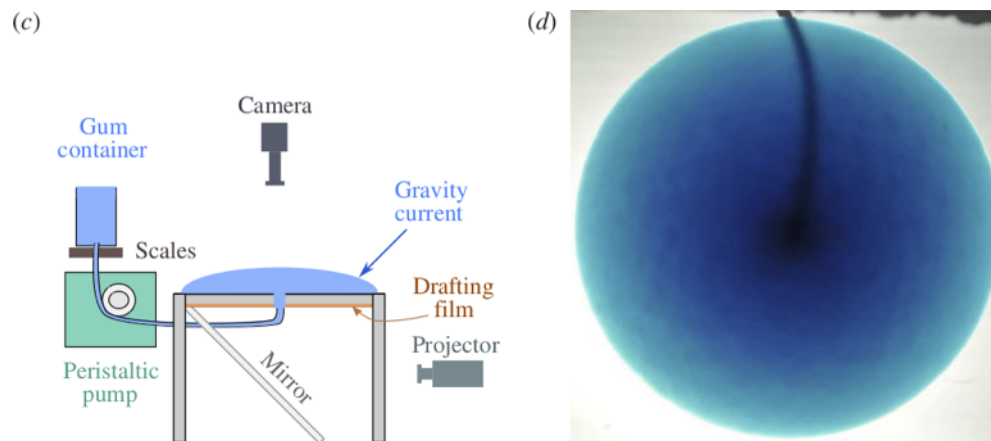 (c)
(d)
Camera
Gum
container
Gravity
current
Scales
Drafting
film
Projector
Mirror
Peristaltic
pump